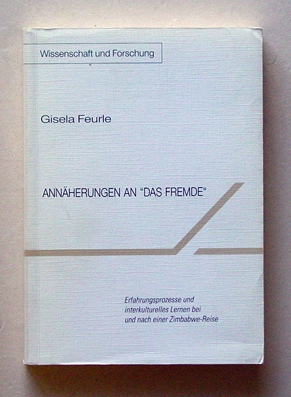 Wissenschaft und Forschung
Gisela Feurle
ANNÄHERUNGEN AN "DAS FREMDE"
Erfahrungsprozesse und
interkulturelles Lernen bei
und nach einer Zimbabwe-Reise